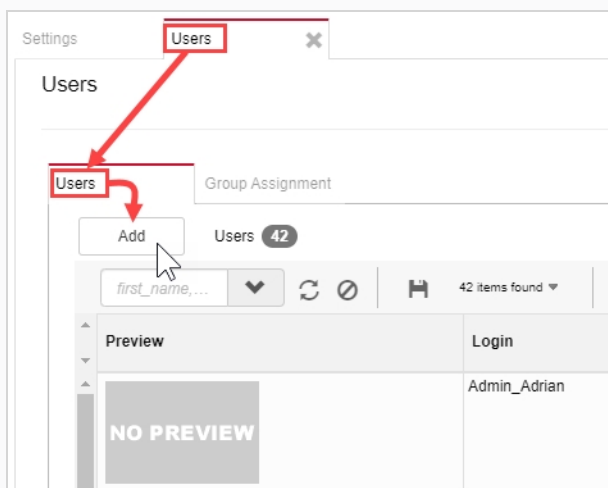 Settings
Users
Users
Users
Group Assignment
Add
Users 42
first_name,...
42 items found
Preview
Login
NO PREVIEW
Admin_Adrian